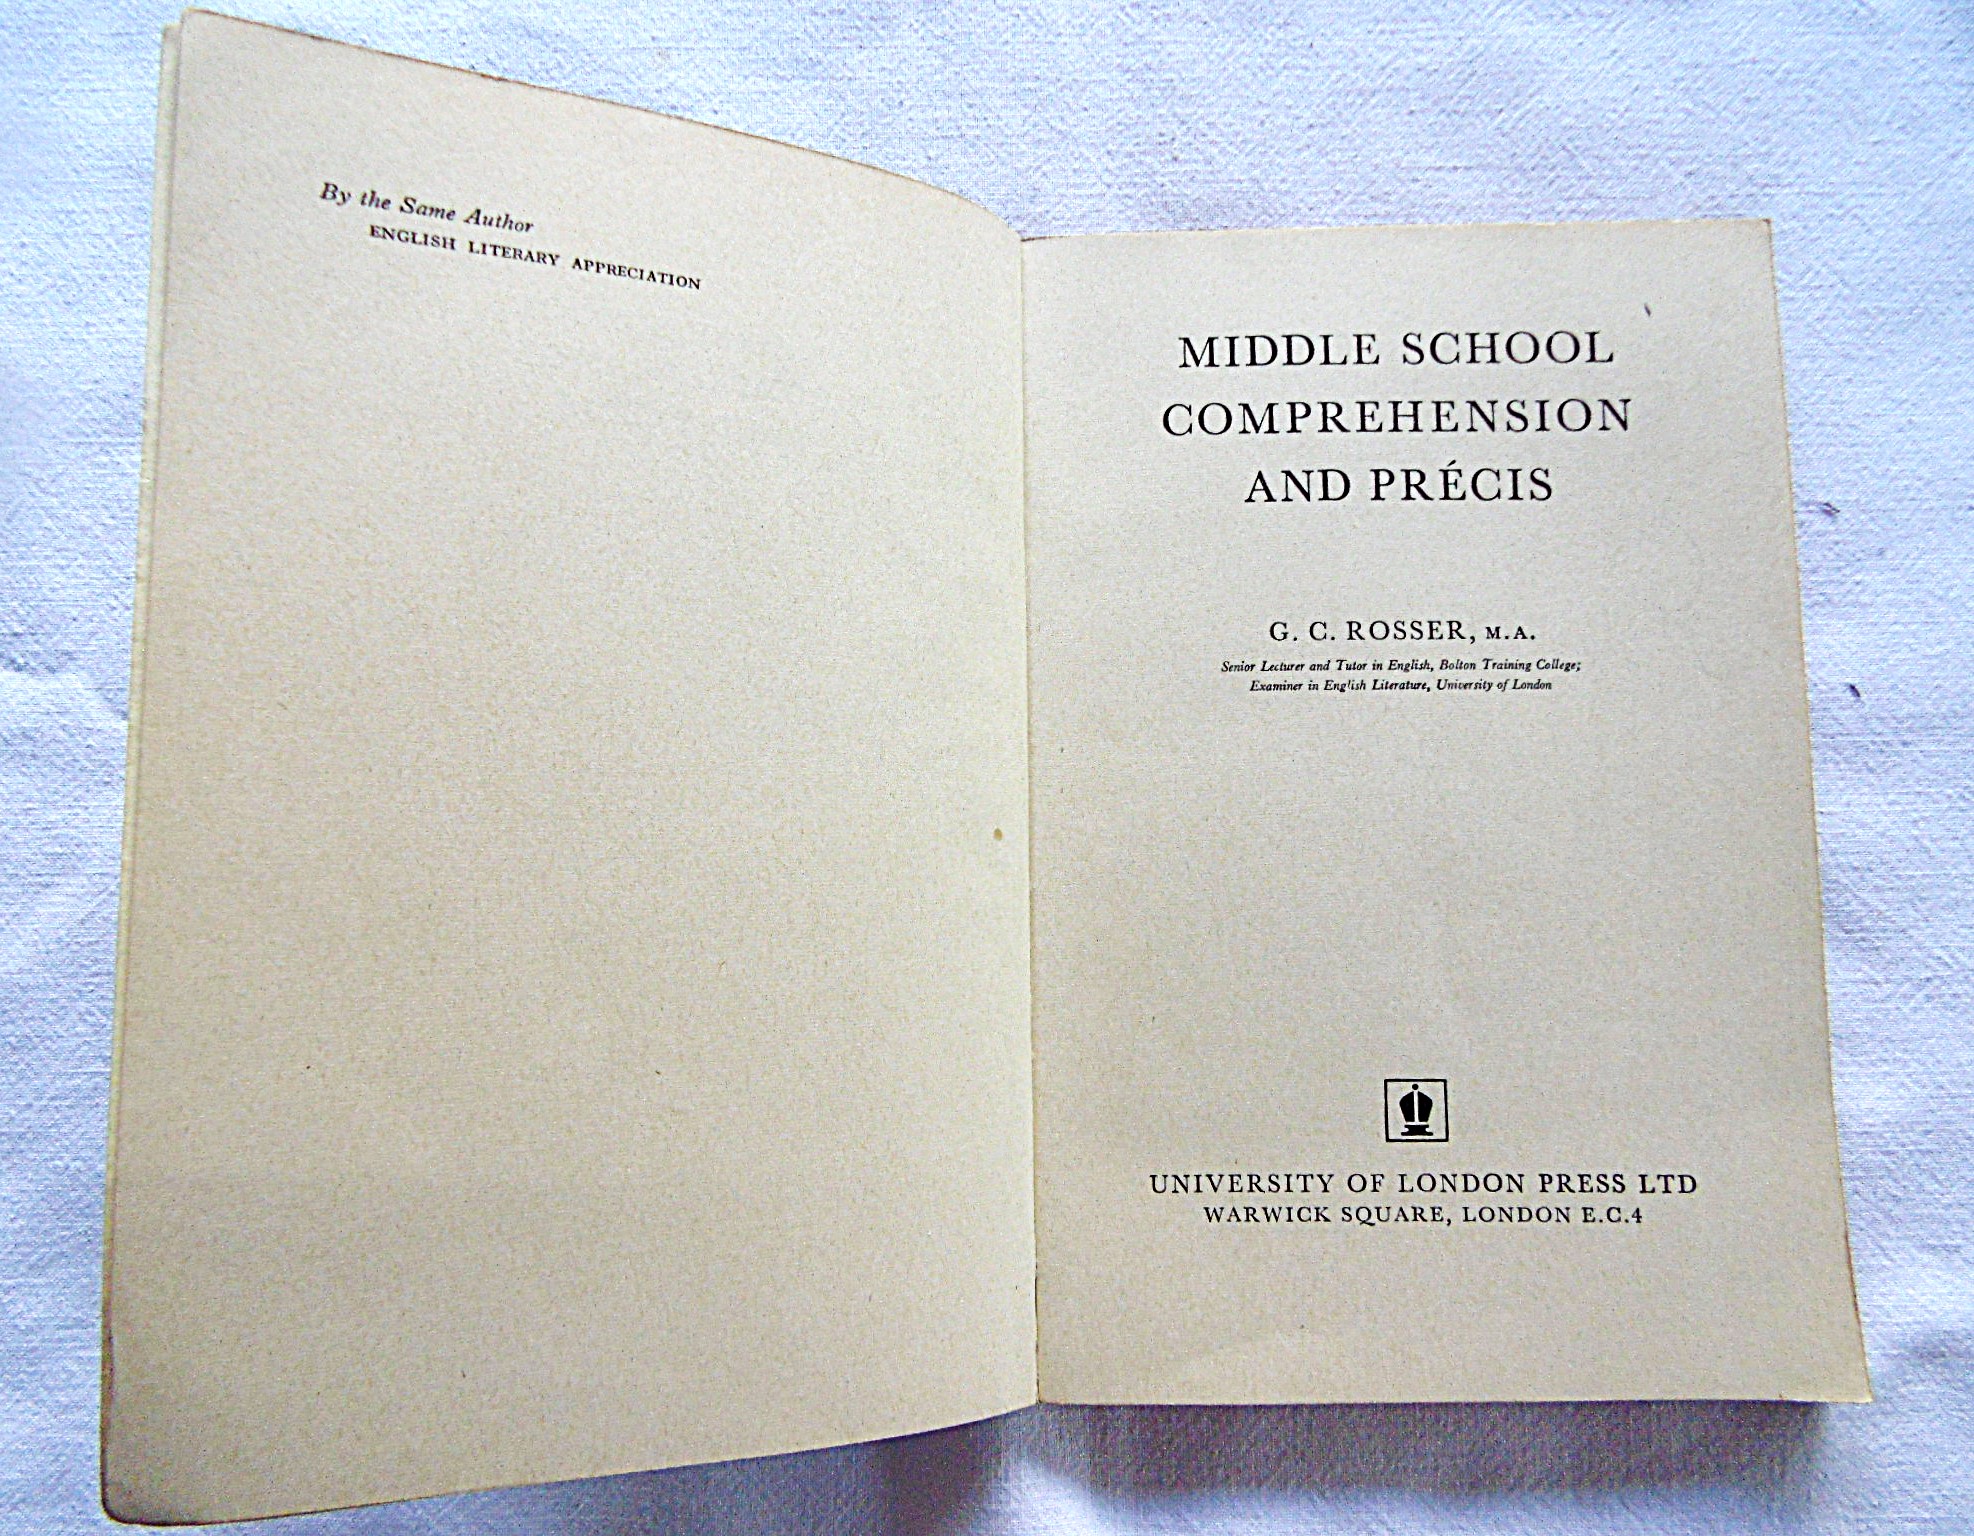 By the Same Author
ENGLISH LITERARY APPRECIATION
MIDDLE SCHOOL
COMPREHENSION
AND PRÉCIS
G. C. ROSSER, M.A.
Senior Lecturer and Tutor in English, Bolton Training College;
Examiner in English Literature, University of London
UNIVERSITY OF LONDON PRESS LTD
WARWICK SQUARE, LONDON E.C.4